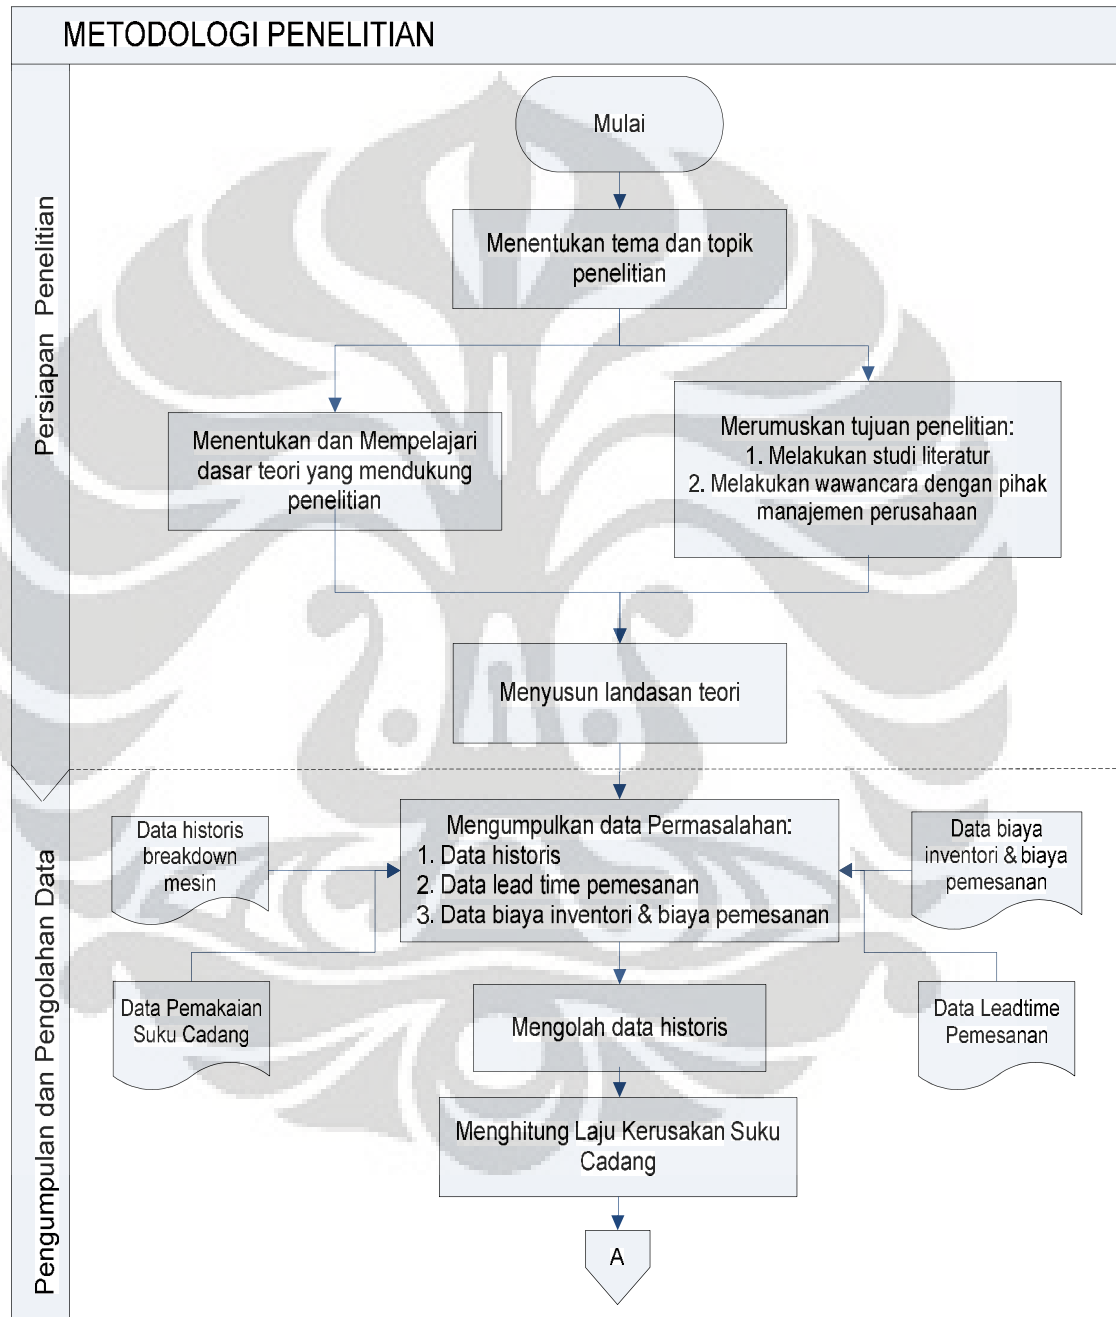 METODOLOGI PENELITIAN
Persiapan Penelitian
Mulai
Menentukan tema dan topik
penelitian
Menentukan dan Mempelajari
dasar teori yang mendukung
penelitian
Merumuskan tujuan penelitian:
1. Melakukan studi literatur
2. Melakukan wawancara dengan pihak
manajemen perusahaan
Menyusun landasan teori
Pengumpulan dan Pengolahan Data
Data historis
breakdown
mesin
Mengumpulkan data Permasalahan:
1. Data historis
2. Data lead time pemesanan
3. Data biaya inventori & biaya pemesanan
Data biaya
inventori & biaya
pemesanan
Data Pemakaian
Suku Cadang
Mengolah data historis
Data Leadtime
Pemesanan
Menghitung Laju Kerusakan Suku
Cadang
A